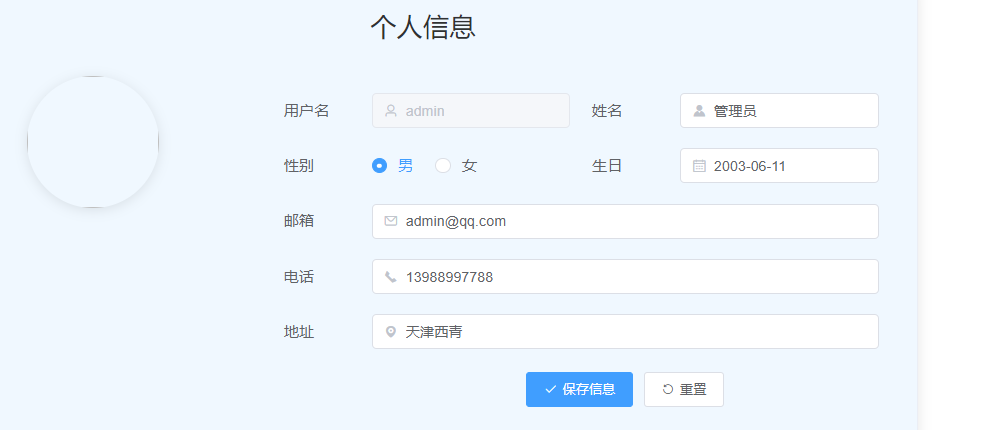 个人信息
用户名 admin 姓名 管理员
性别 男 女 生日 2003-06-11
邮箱 admin@qq.com
电话 13988997788
地址 天津西青
保存信息 重置